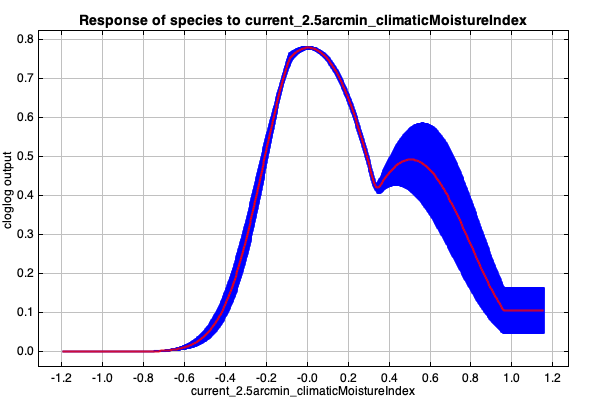 Response of species to current_2.5arcmin_climaticMoistureIndex
cloglog output
0.8
0.7
0.6
0.5
0.4
0.3
0.2
0.1
0.0
-1.2 -1.0 -0.8 -0.6 -0.4 -0.2 -0.0 0.2 0.4 0.6 0.8 1.0 1.2
current_2.5arcmin_climaticMoistureIndex